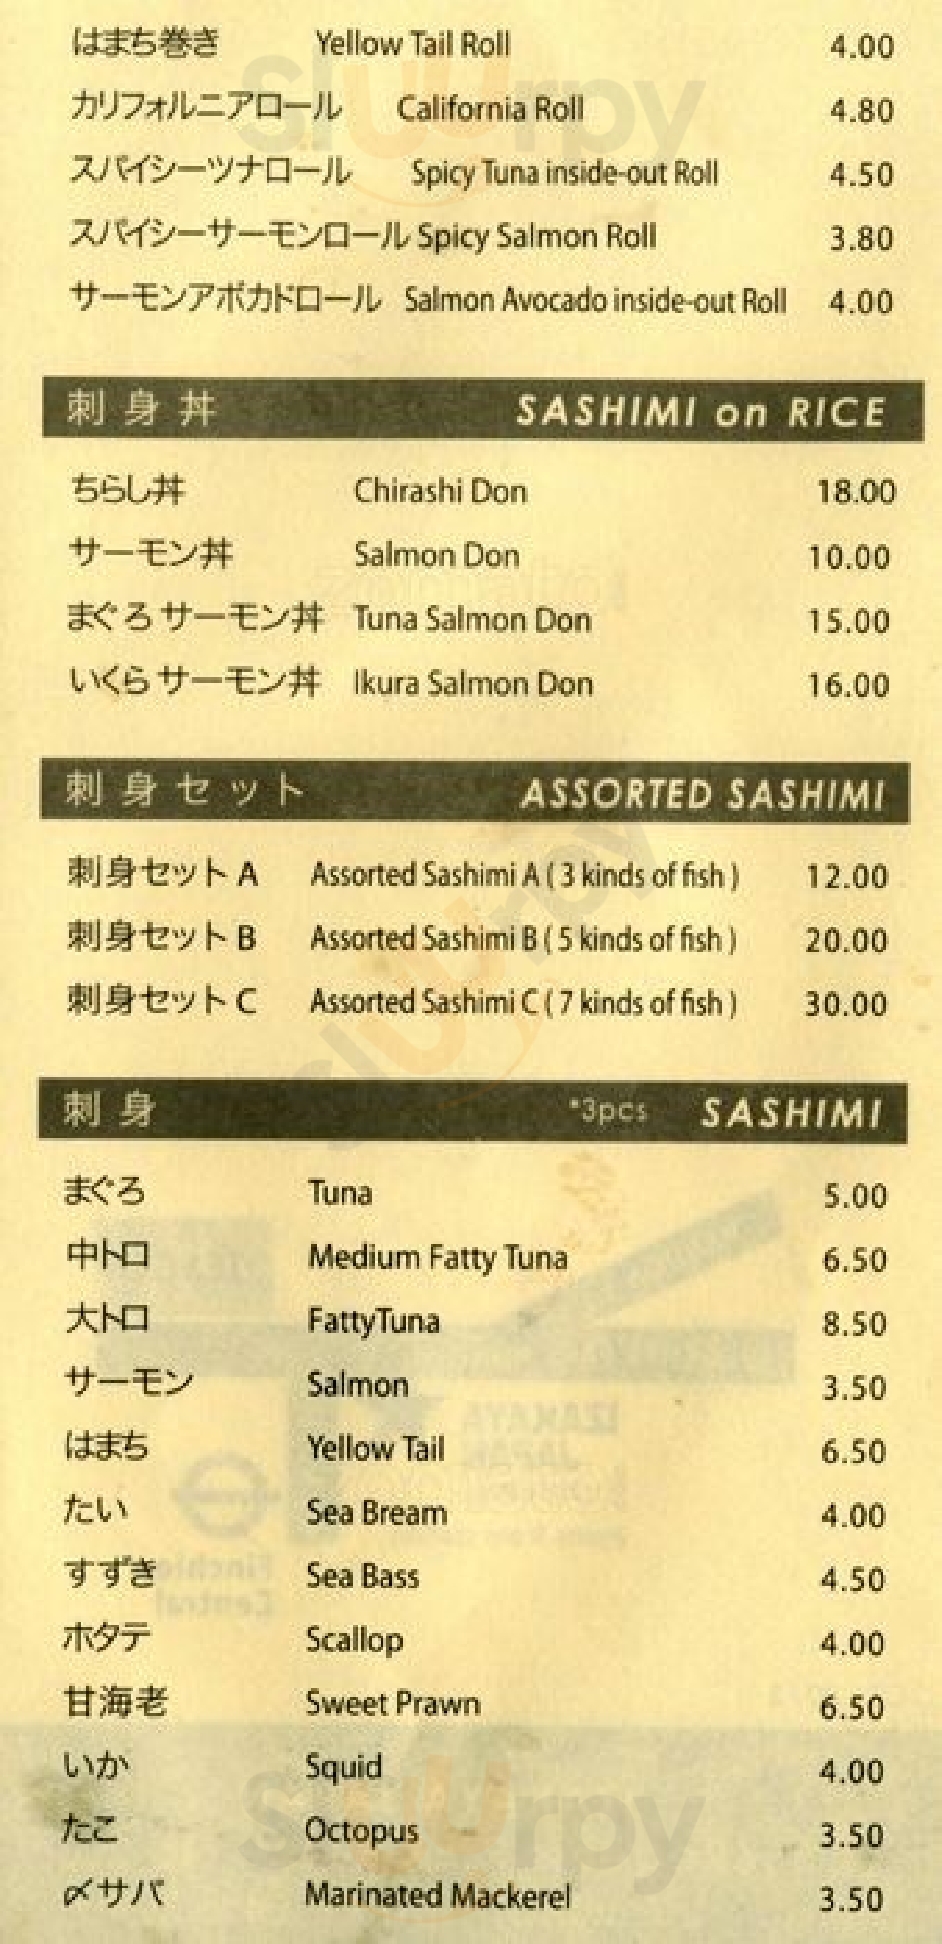 はまち巻き Yellow Tail Roll 4.00
カリフォルニアロール California Roll 4.80
スパイシーツナロール Spicy Tuna inside-out Roll 4.50
スパイシーサーモンロール Spicy Salmon Roll 3.80
サーモンアボカドロール Salmon Avocado inside-out Roll 4.00
刺身丼 SASHIMI on RICE
ちらし丼 Chirashi Don 18.00
サーモン丼 Salmon Don 10.00
まぐろサーモン丼 Tuna Salmon Don 15.00
いくらサーモン丼 Ikura Salmon Don 16.00
刺身セット ASSORTED SASHIMI
刺身セット A Assorted Sashimi A ( 3 kinds of fish ) 12.00
刺身セット B Assorted Sashimi B ( 5 kinds of fish ) 20.00
刺身セット C Assorted Sashimi C ( 7 kinds of fish ) 30.00
刺身 *3pcs SASHIMI
まぐろ Tuna 5.00
中トロ Medium Fatty Tuna 6.50
大トロ FattyTuna 8.50
サーモン Salmon 3.50
はまち Yellow Tail 6.50
たい Sea Bream 4.00
すずき Sea Bass 4.50
ホタテ Scallop 4.00
甘海老 Sweet Prawn 6.50
いか Squid 4.00
たこ Octopus 3.50
〆サバ Marinated Mackerel 3.50
Sluurpy
Sluurpy
Sluurpy
IZAKAYA
JAPAN
Finchley
Central